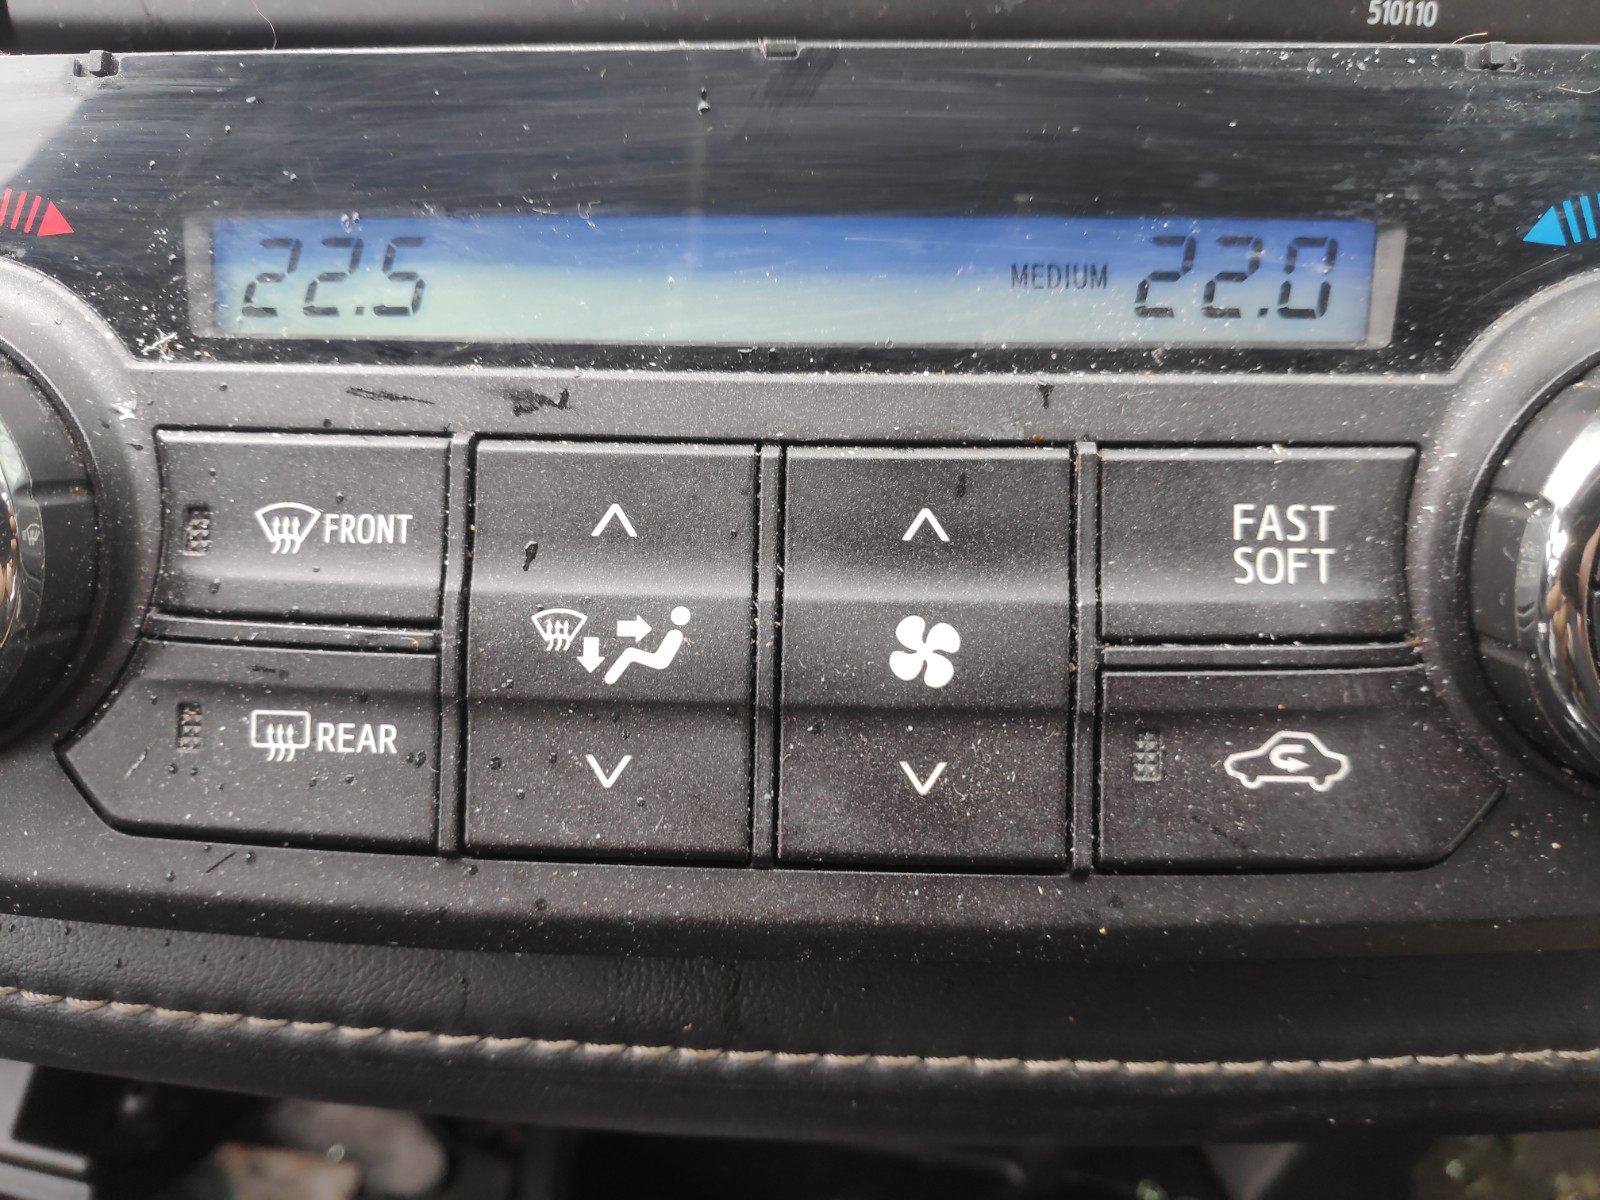 510110
22.5
MEDIUM 22.0
FRONT
FAST
SOFT
REAR